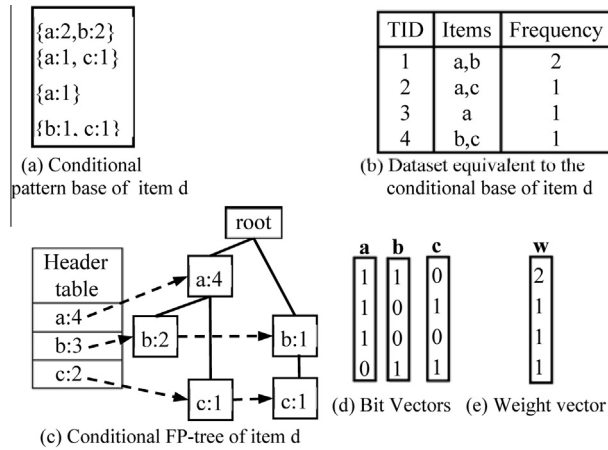 {a:2,b:2}
{a:1, c:1}
{a:1}
{b:1, c:1}
(a) Conditional
pattern base of item d
TID Items Frequency
1 a,b 2
2 a,c 1
3 a 1
4 b,c 1
(b) Dataset equivalent to the
conditional base of item d
Header
table
a:4
b:3
c:2
root
a:4
b:2
b:1
c:1
c:1
(c) Conditional FP-tree of item d
a b c
1 1 0
1 0 1
1 0 0
0 1 1
(d) Bit Vectors
w
2
1
1
1
(e) Weight vector